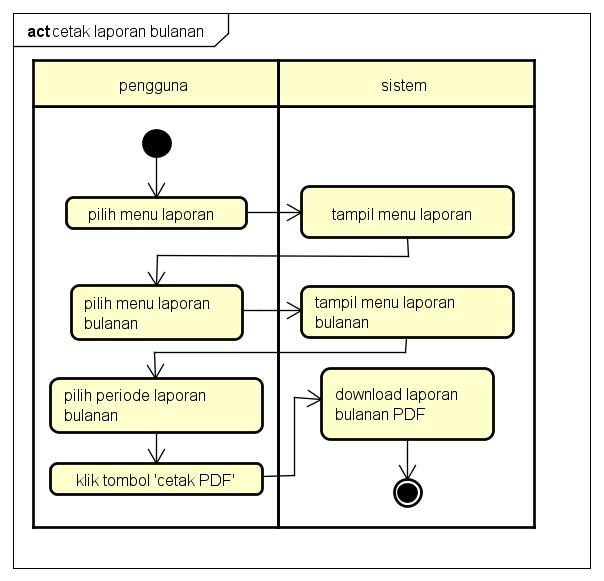 act cetak laporan bulanan
pengguna
sistem
pilih menu laporan
tampil menu laporan
pilih menu laporan
bulanan
tampil menu laporan
bulanan
pilih periode laporan
bulanan
download laporan
bulanan PDF
klik tombol 'cetak PDF'